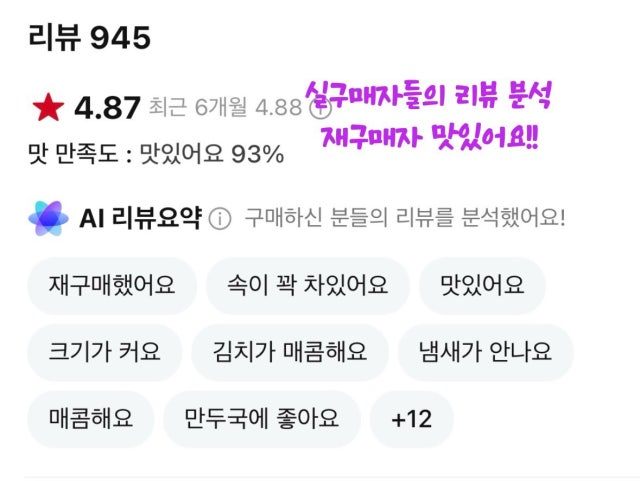 리뷰 945
실구매자들의 리뷰 분석
★ 4.87 최근 6개월 4.88 ⓘ
재구매자 맛있어요!!
맛 만족도 : 맛있어요 93%
AI 리뷰요약 ⓘ 구매하신 분들의 리뷰를 분석했어요!
재구매했어요 속이 꽉 차있어요 맛있어요
크기가 커요 김치가 매콤해요 냄새가 안나요
매콤해요 만두국에 좋아요 +12